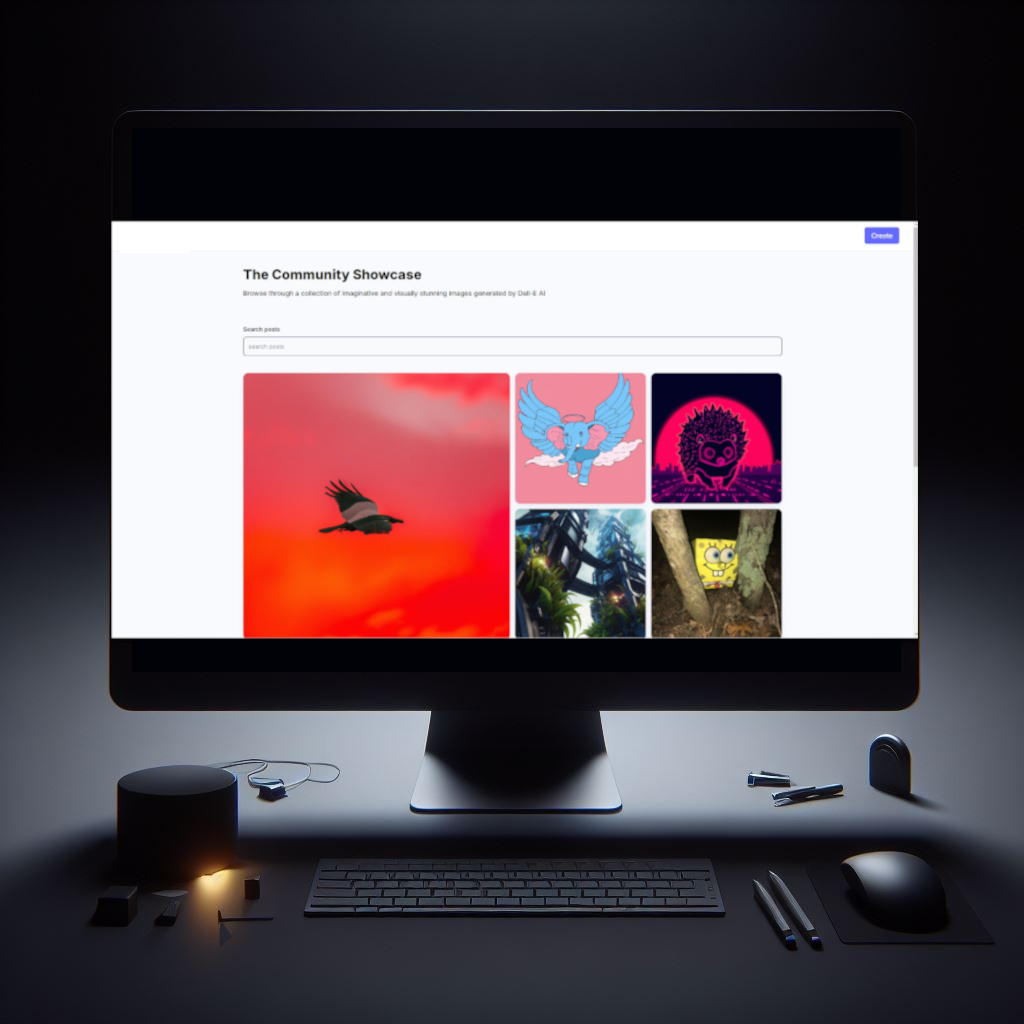 Create
The Community Showcase
Browse through a collection of imaginative and visually stunning images generated by Dall-E AI
Search posts
search posts